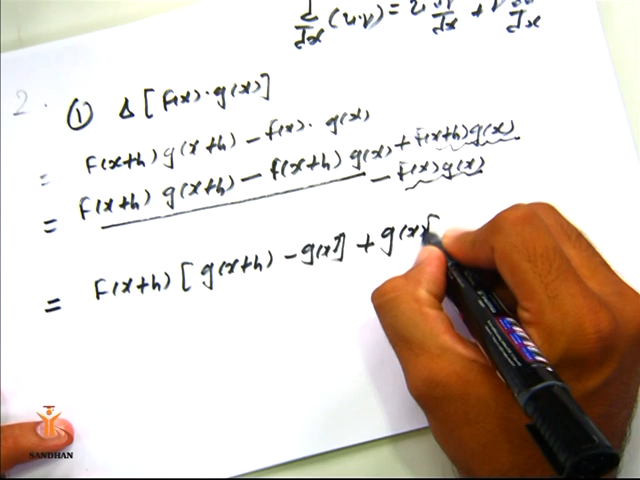 d/dx (u.v) = u dv/dx + v du/dx
2. ① Δ [f(x) · g(x)]
= f(x+h) g(x+h) - f(x) · g(x)
= f(x+h) g(x+h) - f(x+h) g(x) + f(x+h) g(x)
- f(x) g(x)
= f(x+h) [g(x+h) - g(x)] + g(x) [
SANDHAN